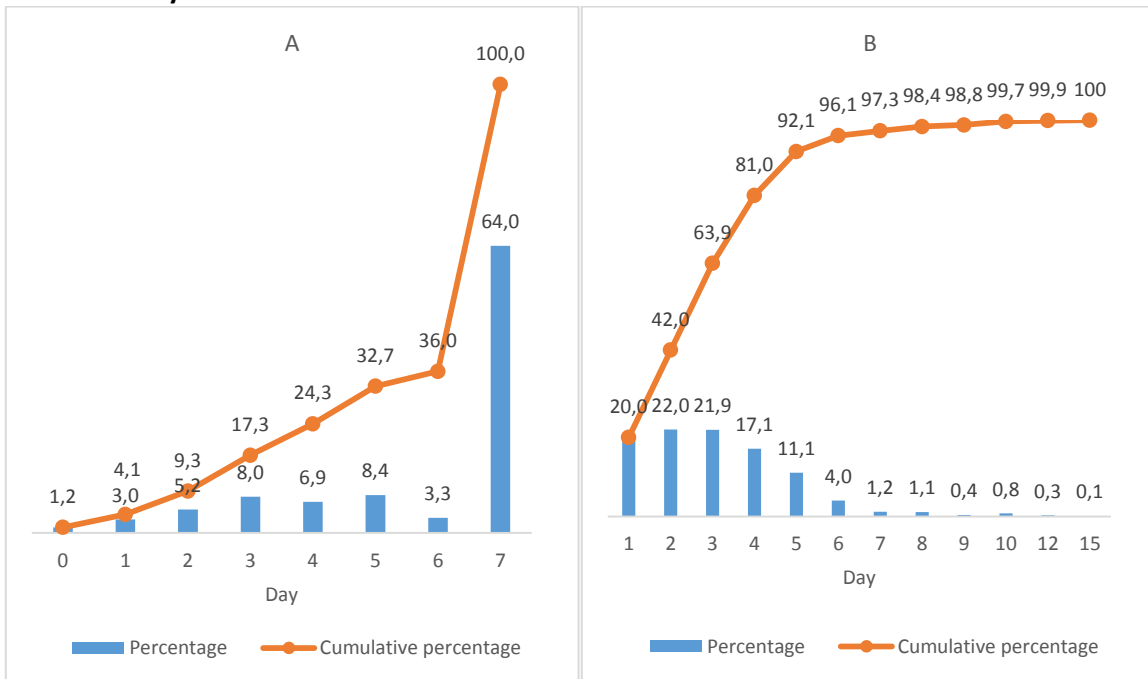 A
100,0
64,0
36,0
32,7
24,3
17,3
9,3
8,0
8,4
6,9
4,1
5,2
1,2
3,0
3,3
0 1 2 3 4 5 6 7
Day
Percentage Cumulative percentage
B
92,1 96,1 97,3 98,4 98,8 99,7 99,9 100
81,0
63,9
42,0
20,0 22,0 21,9
17,1
11,1
4,0
1,2 1,1 0,4 0,8 0,3 0,1
1 2 3 4 5 6 7 8 9 10 12 15
Day
Percentage Cumulative percentage